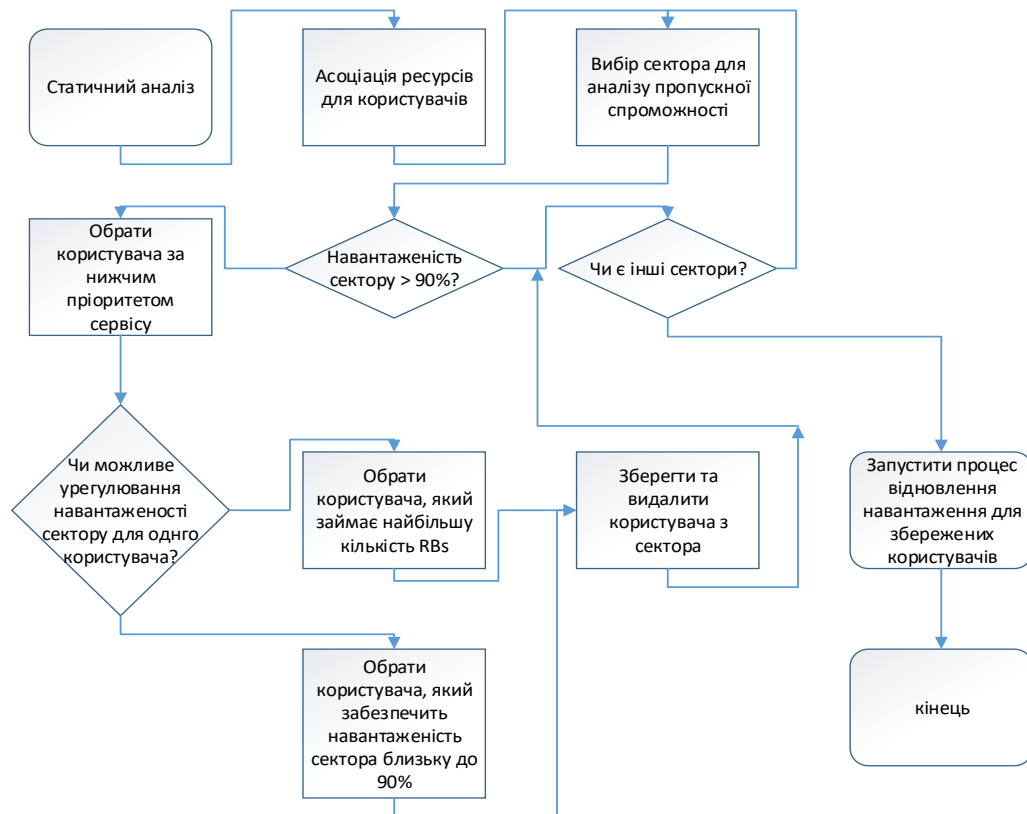 Статичний аналіз
Асоціація ресурсів
для користувачів
Вибір сектора для
аналізу пропускної
спроможності
Обрати
користувача за
нижчим
пріоритетом
сервісу
Навантаженість
сектору > 90%?
Чи є інші сектори?
Чи можливе
урегулювання
навантаженості
сектору для однго
користувача?
Обрати
користувача, який
займає найбільшу
кількість RBs
Зберегти та
видалити
користувача з
сектора
Запустити процес
відновлення
навантаження для
збережених
користувачів
Обрати
користувача, який
забезпечить
навантаженість
сектора близьку до
90%
кінець